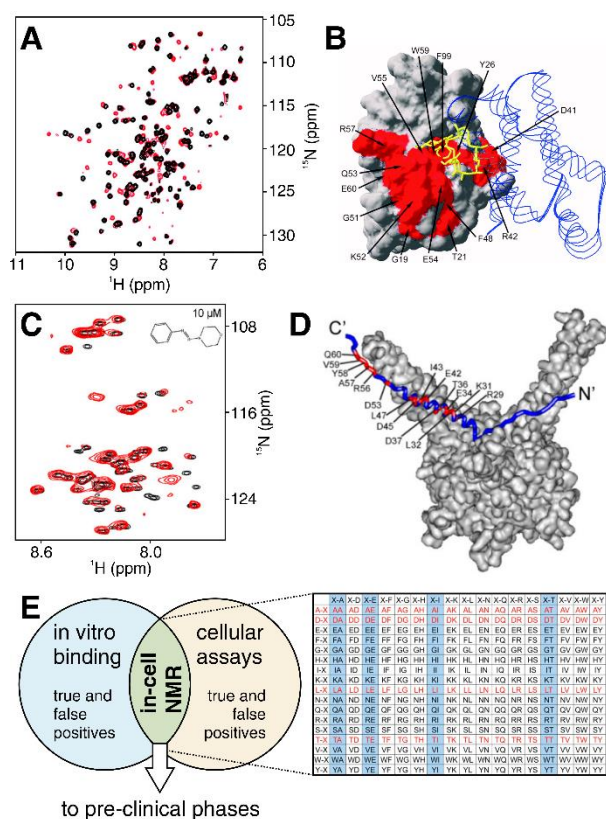 A
105
110
115
120
125
130
¹⁵N (ppm)
11 10 9 8 7 6
¹H (ppm)
B
W59
F99
Y26
V55
D41
R57
Q53
E60
G51
R42
K52
F48
G19
E54
T21
C
10 µM
108
116
124
¹⁵N (ppm)
8.6 8.0
¹H (ppm)
D
C'
N'
Q60
V59
Y58
A57
R56
D53
L47
D45
I43
E42
T36
E34
K31
R29
D37
L32
E
in vitro
binding
true and
false
positives
in-cell
NMR
cellular
assays
true and
false
positives
to pre-clinical phases
X-A X-D X-E X-F X-G X-H X-I X-K X-L X-N X-Q X-R X-S X-T X-V X-W X-Y
A-X AA AD AE AF AG AH AI AK AL AN AQ AR AS AT AV AW AY
D-X DA DD DE DF DG DH DI DK DL DN DQ DR DS DT DV DW DY
E-X EA ED EE EF EG EH EI EK EL EN EQ ER ES ET EV EW EY
F-X FA FD FE FF FG FH FI FK FL FN FQ FR FS FT FV FW FY
G-X GA GD GE GF GG GH GI GK GL GN GQ GR GS GT GV GW GY
H-X HA HD HE HF HG HH HI HK HL HN HQ HR HS HT HV HW HY
I-X IA ID IE IF IG IH II IK IL IN IQ IR IS IT IV IW IY
K-X KA KD KE KF KG KH KI KK KL KN KQ KR KS KT KV KW KY
L-X LA LD LE LF LG LH LI LK LL LN LQ LR LS LT LV LW LY
N-X NA ND NE NF NG NH NI NK NL NN NQ NR NS NT NV NW NY
Q-X QA QD QE QF QG QH QI QK QL QN QQ QR QS QT QV QW QY
R-X RA RD RE RF RG RH RI RK RL RN RQ RR RS RT RV RW RY
S-X SA SD SE SF SG SH SI SK SL SN SQ SR SS ST SV SW SY
T-X TA TD TE TF TG TH TI TK TL TN TQ TR TS TT TV TW TY
V-X VA VD VE VF VG VH VI VK VL VN VQ VR VS VT VV VW VY
W-X WA WD WE WF WG WH WI WK WL WN WQ WR WS WT WV WW WY
Y-X YA YD YE YF YG YH YI YK YL YN YQ YR YS YT YV YW YY